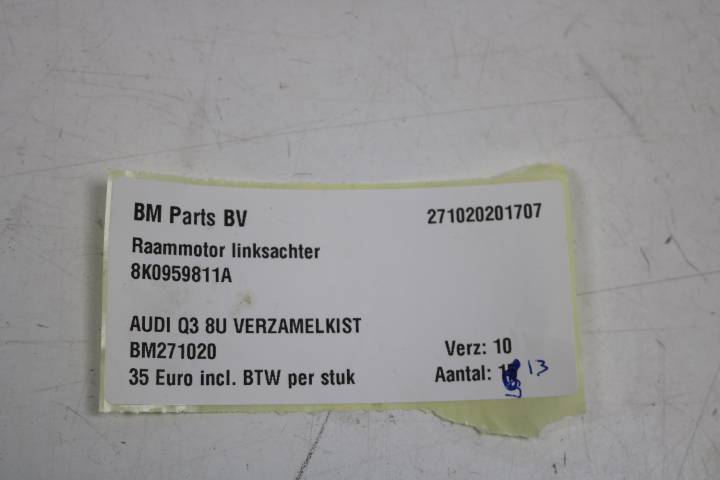 BM Parts BV 271020201707
Raammotor linksachter
8K0959811A
AUDI Q3 8U VERZAMELKIST
BM271020 Verz: 10
35 Euro incl. BTW per stuk Aantal: 13